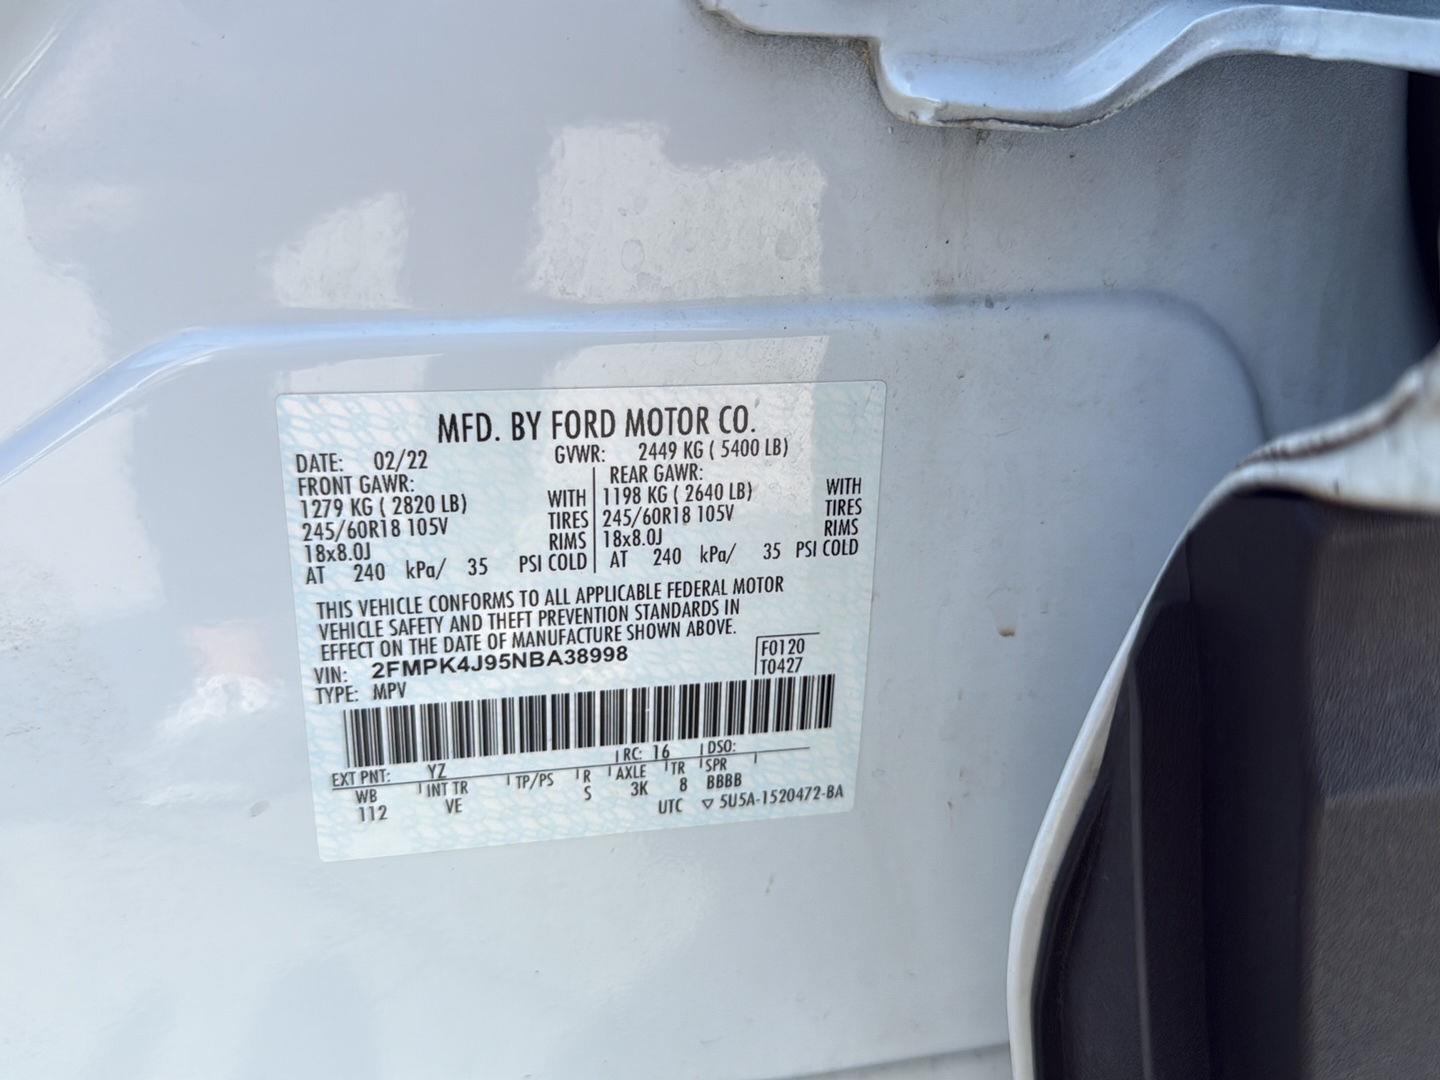 MFD. BY FORD MOTOR CO.
DATE: 02/22 GVWR: 2449 KG ( 5400 LB)
FRONT GAWR: REAR GAWR:
1279 KG ( 2820 LB) WITH 1198 KG ( 2640 LB) WITH
245/60R18 105V TIRES 245/60R18 105V TIRES
18x8.0J RIMS 18x8.0J RIMS
AT 240 kPa/ 35 PSI COLD AT 240 kPa/ 35 PSI COLD
THIS VEHICLE CONFORMS TO ALL APPLICABLE FEDERAL MOTOR
VEHICLE SAFETY AND THEFT PREVENTION STANDARDS IN
EFFECT ON THE DATE OF MANUFACTURE SHOWN ABOVE.
VIN: 2FMPK4J95NBA38998 F0120
TYPE: MPV T0427
EXT PNT: YZ RC: 16 DSO:
WB INT TR TP/PS R AXLE TR SPR
112 VE S 3K 8 BBBB
UTC ▽ 5U5A-1520472-BA